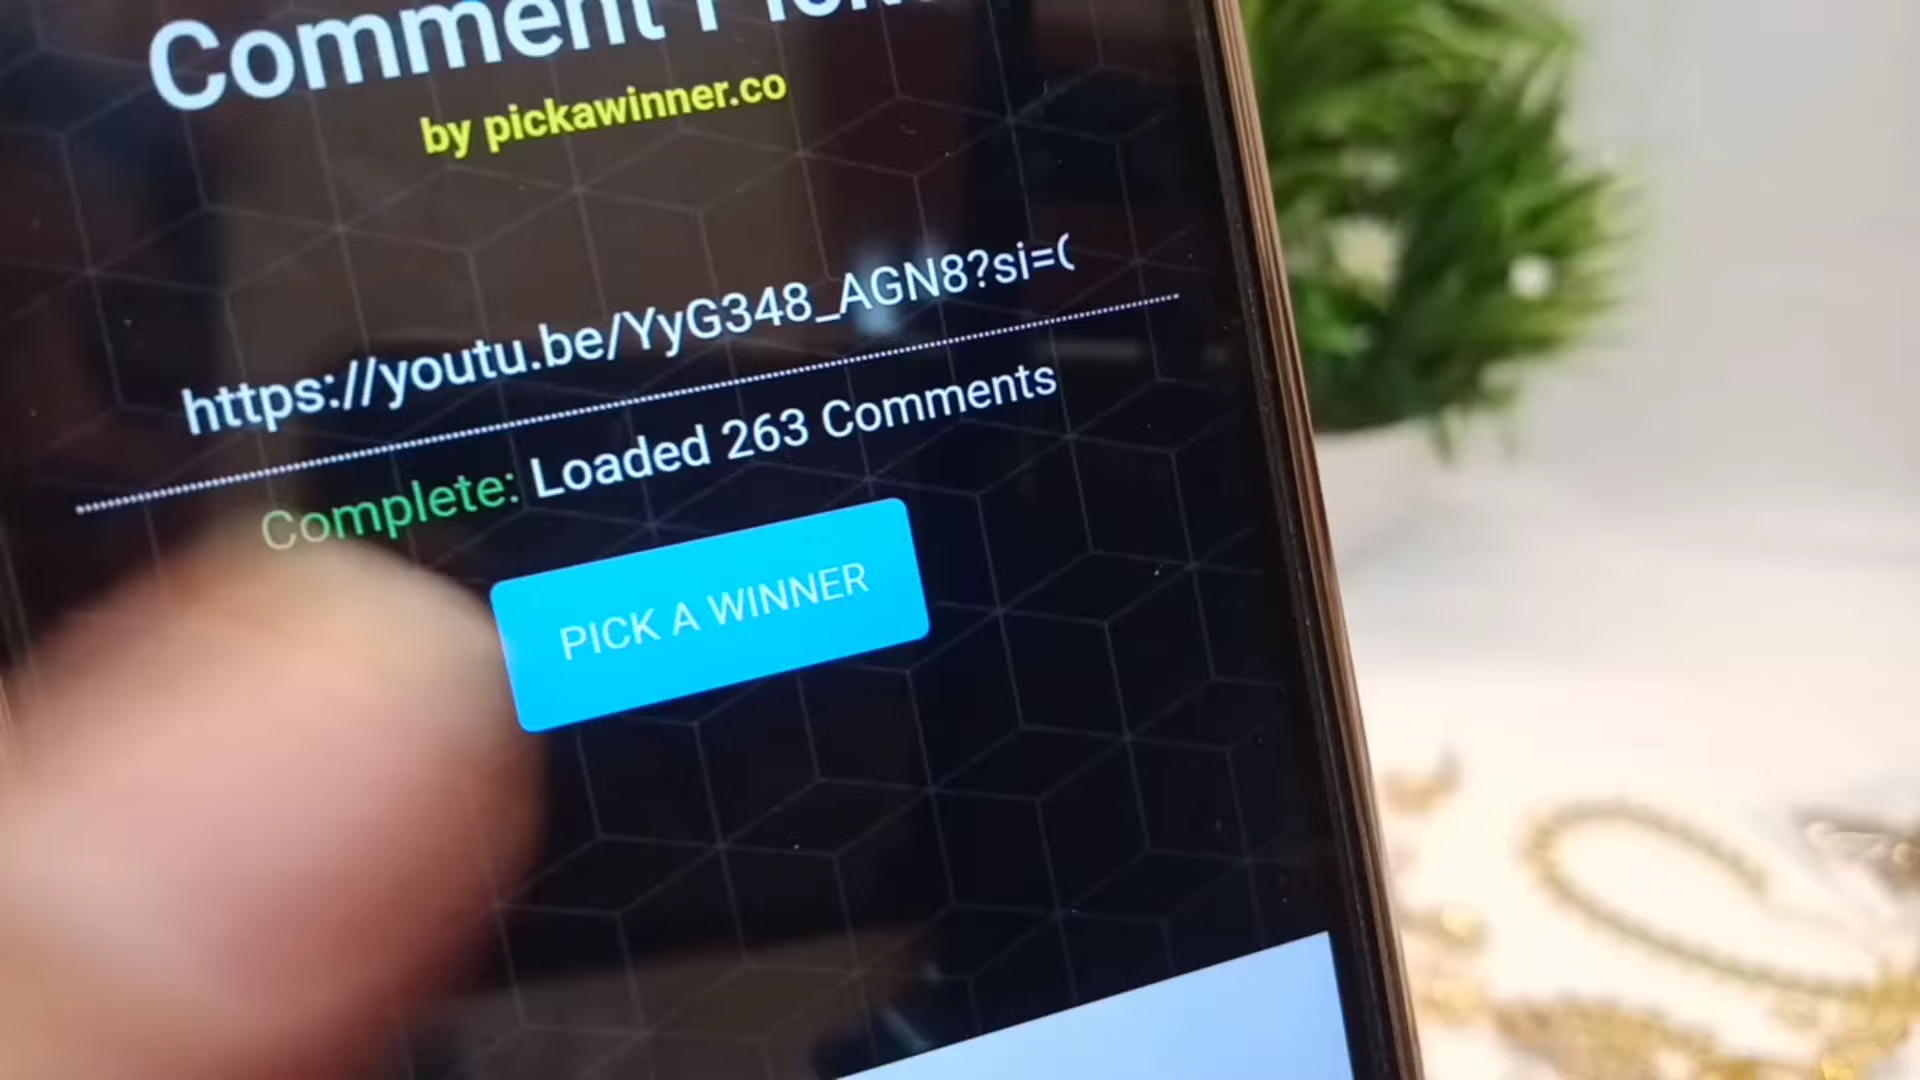 Comment
by pickawinner.co
https://youtu.be/YyG348_AGN8?si=
Complete: Loaded 263 Comments
PICK A WINNER